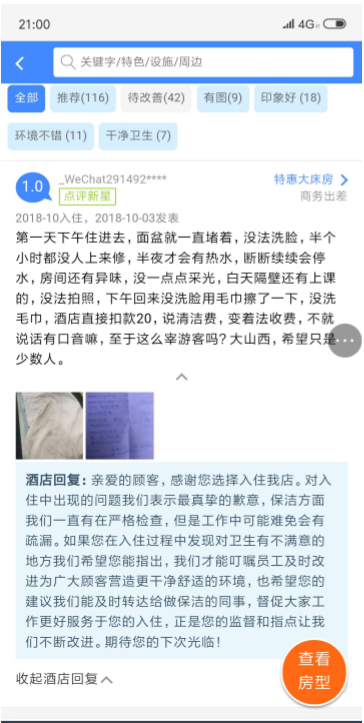 21:00
4G
关键字/特色/设施/周边
全部 推荐(116) 待改善(42) 有图(9) 印象好 (18)
环境不错 (11) 干净卫生 (7)
1.0 _WeChat291492**** 特惠大床房
点评新星 商务出差
2018-10入住，2018-10-03发表
第一天下午住进去，面盆就一直堵着，没法洗脸，半个
小时都没人上来修，半夜才会有热水，断断续续会停
水，房间还有异味，没一点点采光，白天隔壁还有上课
的，没法拍照，下午回来没洗脸用毛巾擦了一下，没洗
毛巾，酒店直接扣款20，说清洁费，变着法收费，不就
说话有口音嘛，至于这么宰游客吗？大山西，希望只是
少数人。
酒店回复：亲爱的顾客，感谢您选择入住我店。对入
住中出现的问题我们表示最真挚的歉意，保洁方面
我们一直有在严格检查，但是工作中可能难免会有
疏漏。如果您在入住过程中发现对卫生有不满意的
地方我们希望您能指出，我们才能叮嘱员工及时改
进为广大顾客营造更干净舒适的环境，也希望您的
建议我们能及时转达给做保洁的同事，督促大家工
作更好服务于您的入住，正是您的监督和指点让我
们不断改进。期待您的下次光临！
收起酒店回复
查看
房型